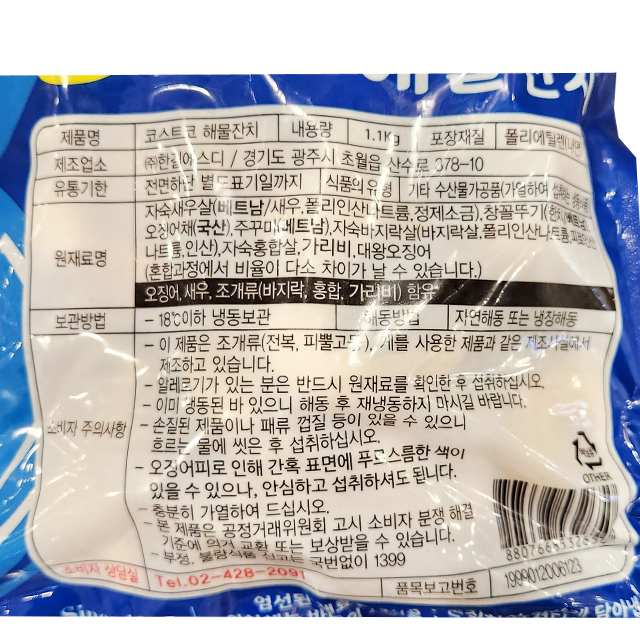 제품명 코스트코 해물잔치 내용량 1.1Kg 포장재질 폴리에틸렌
제조업소 ㈜한길에스디 / 경기도 광주시 초월읍 산수로 378-10
유통기한 전면하단 별도표기일까지 식품의 유형 기타 수산물가공품(가열하여
원재료명
자숙새우살(베트남/새우,폴리인산나트륨,정제소금),창꼴뚜기
오징어채(국산),주꾸미(베트남),자숙바지락살(바지락살,폴리인산나트륨,
나트륨,인산),자숙홍합살,가리비,대왕오징어
(혼합과정에서 비율이 다소 차이가 날 수 있습니다.)
오징어,새우, 조개류(바지락, 홍합, 가리비) 함유
보관방법 - 18℃이하 냉동보관 해동방법 자연해동 또는 냉장해동
소비자 주의사항
- 이 제품은 조개류(전복, 피뿔고둥), 게를 사용한 제품과 같은 제조시설에서
제조하고 있습니다.
- 알레르기가 있는 분은 반드시 원재료를 확인한 후 섭취하십시오.
- 이미 냉동된 바 있으니 해동 후 재냉동하지 마시길 바랍니다.
- 손질된 제품이나 패류 껍질 등이 있을 수 있으니
흐르는 물에 씻은 후 섭취하십시오.
- 오징어피로 인해 간혹 표면에 푸르스름한 색이
있을 수 있으나, 안심하고 섭취하셔도 됩니다.
- 충분히 가열하여 드십시오.
- 본 제품은 공정거래위원회 고시 소비자 분쟁 해결
기준에 의거 교환 또는 보상받을 수 있습니다.
- 부정, 불량식품 신고는 국번없이 1399
OTHER
소비자 상담실 Tel.02-428-2091
품목보고번호 1999012006123